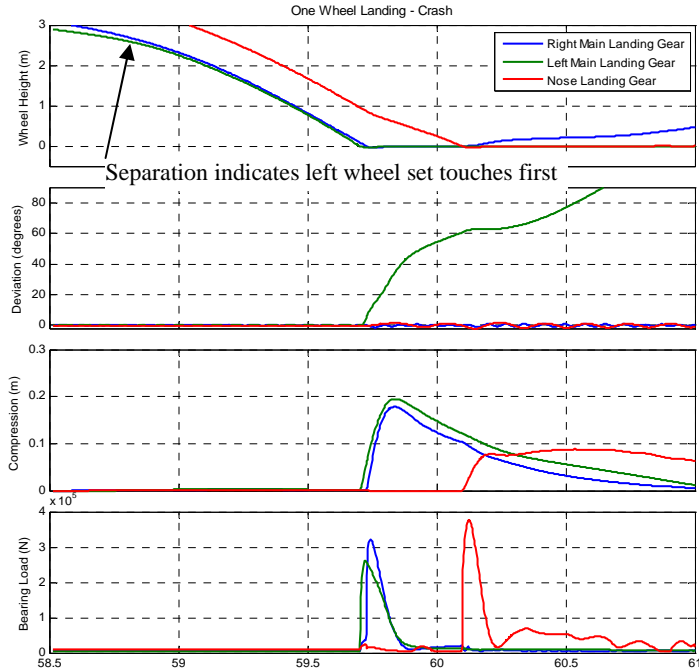 One Wheel Landing - Crash
Wheel Height (m)
3
2
1
0
Right Main Landing Gear
Left Main Landing Gear
Nose Landing Gear
Separation indicates left wheel set touches first
Deviation (degrees)
80
60
40
20
0
Compression (m)
0.3
0.2
0.1
0
x 10^5
Bearing Load (N)
4
3
2
1
0
58.5
59
59.5
60
60.5
61